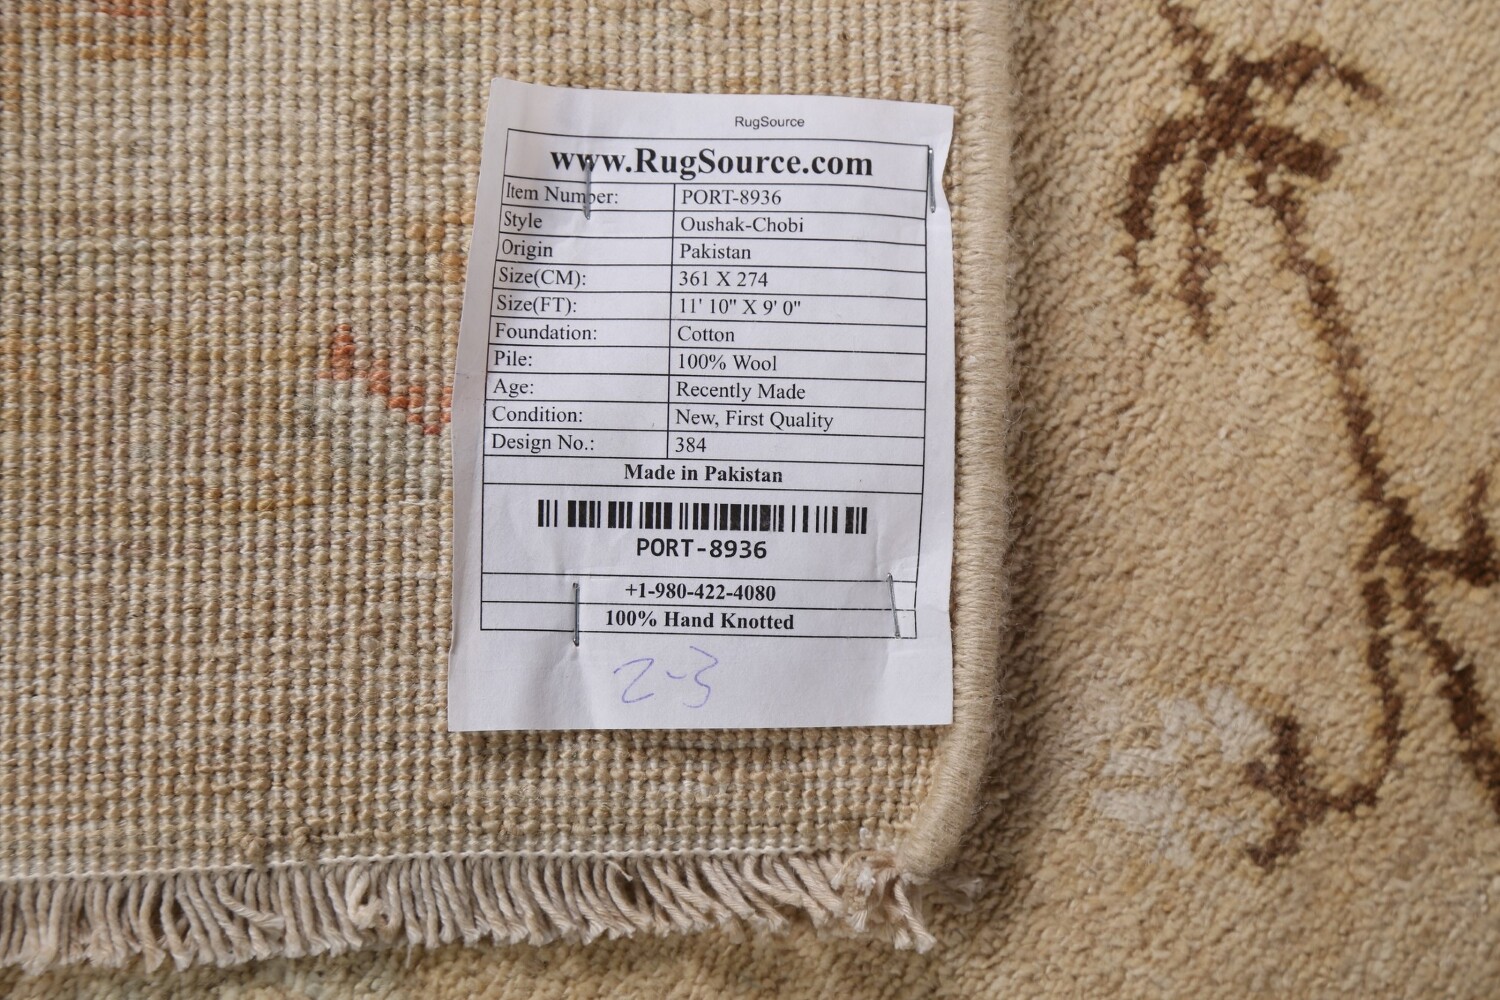 RugSource
www.RugSource.com
Item Number: PORT-8936
Style Oushak-Chobi
Origin Pakistan
Size(CM): 361 X 274
Size(FT): 11' 10" X 9' 0"
Foundation: Cotton
Pile: 100% Wool
Age: Recently Made
Condition: New, First Quality
Design No.: 384
Made in Pakistan
PORT-8936
+1-980-422-4080
100% Hand Knotted
2-3